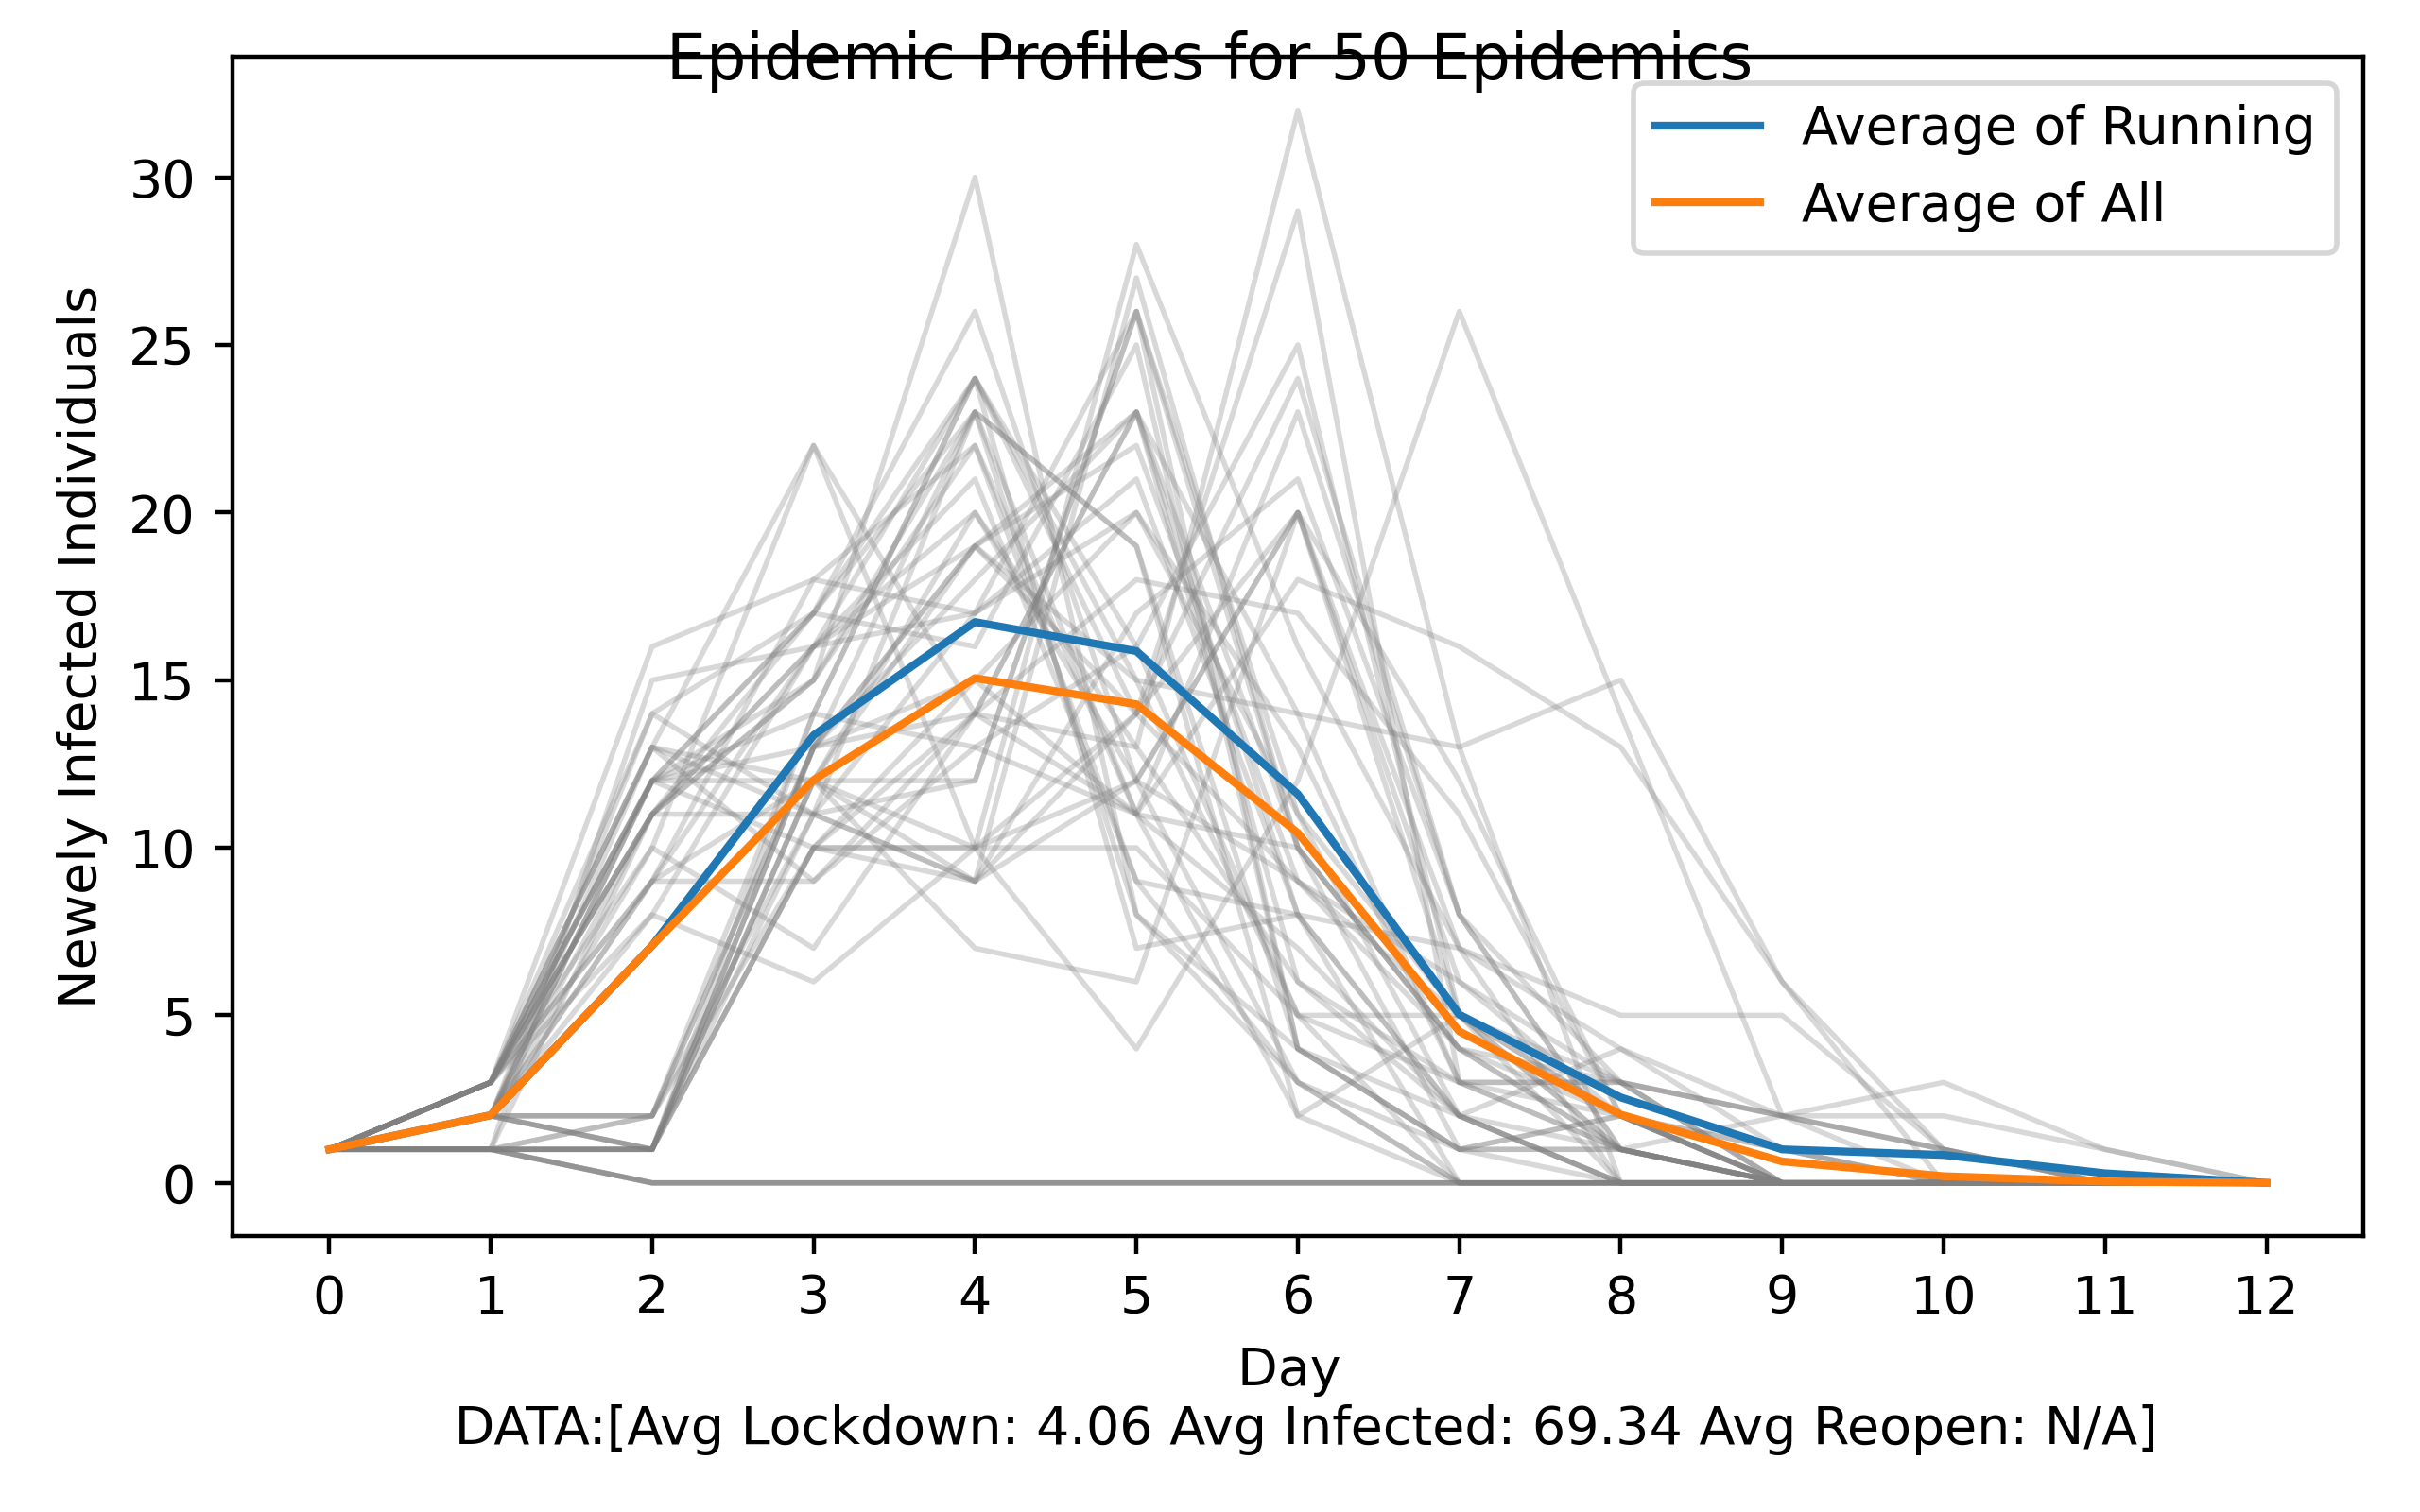 Epidemic Profiles for 50 Epidemics
Average of Running
Average of All
Newely Infected Individuals
30
25
20
15
10
5
0
0 1 2 3 4 5 6 7 8 9 10 11 12
Day
DATA:[Avg Lockdown: 4.06 Avg Infected: 69.34 Avg Reopen: N/A]